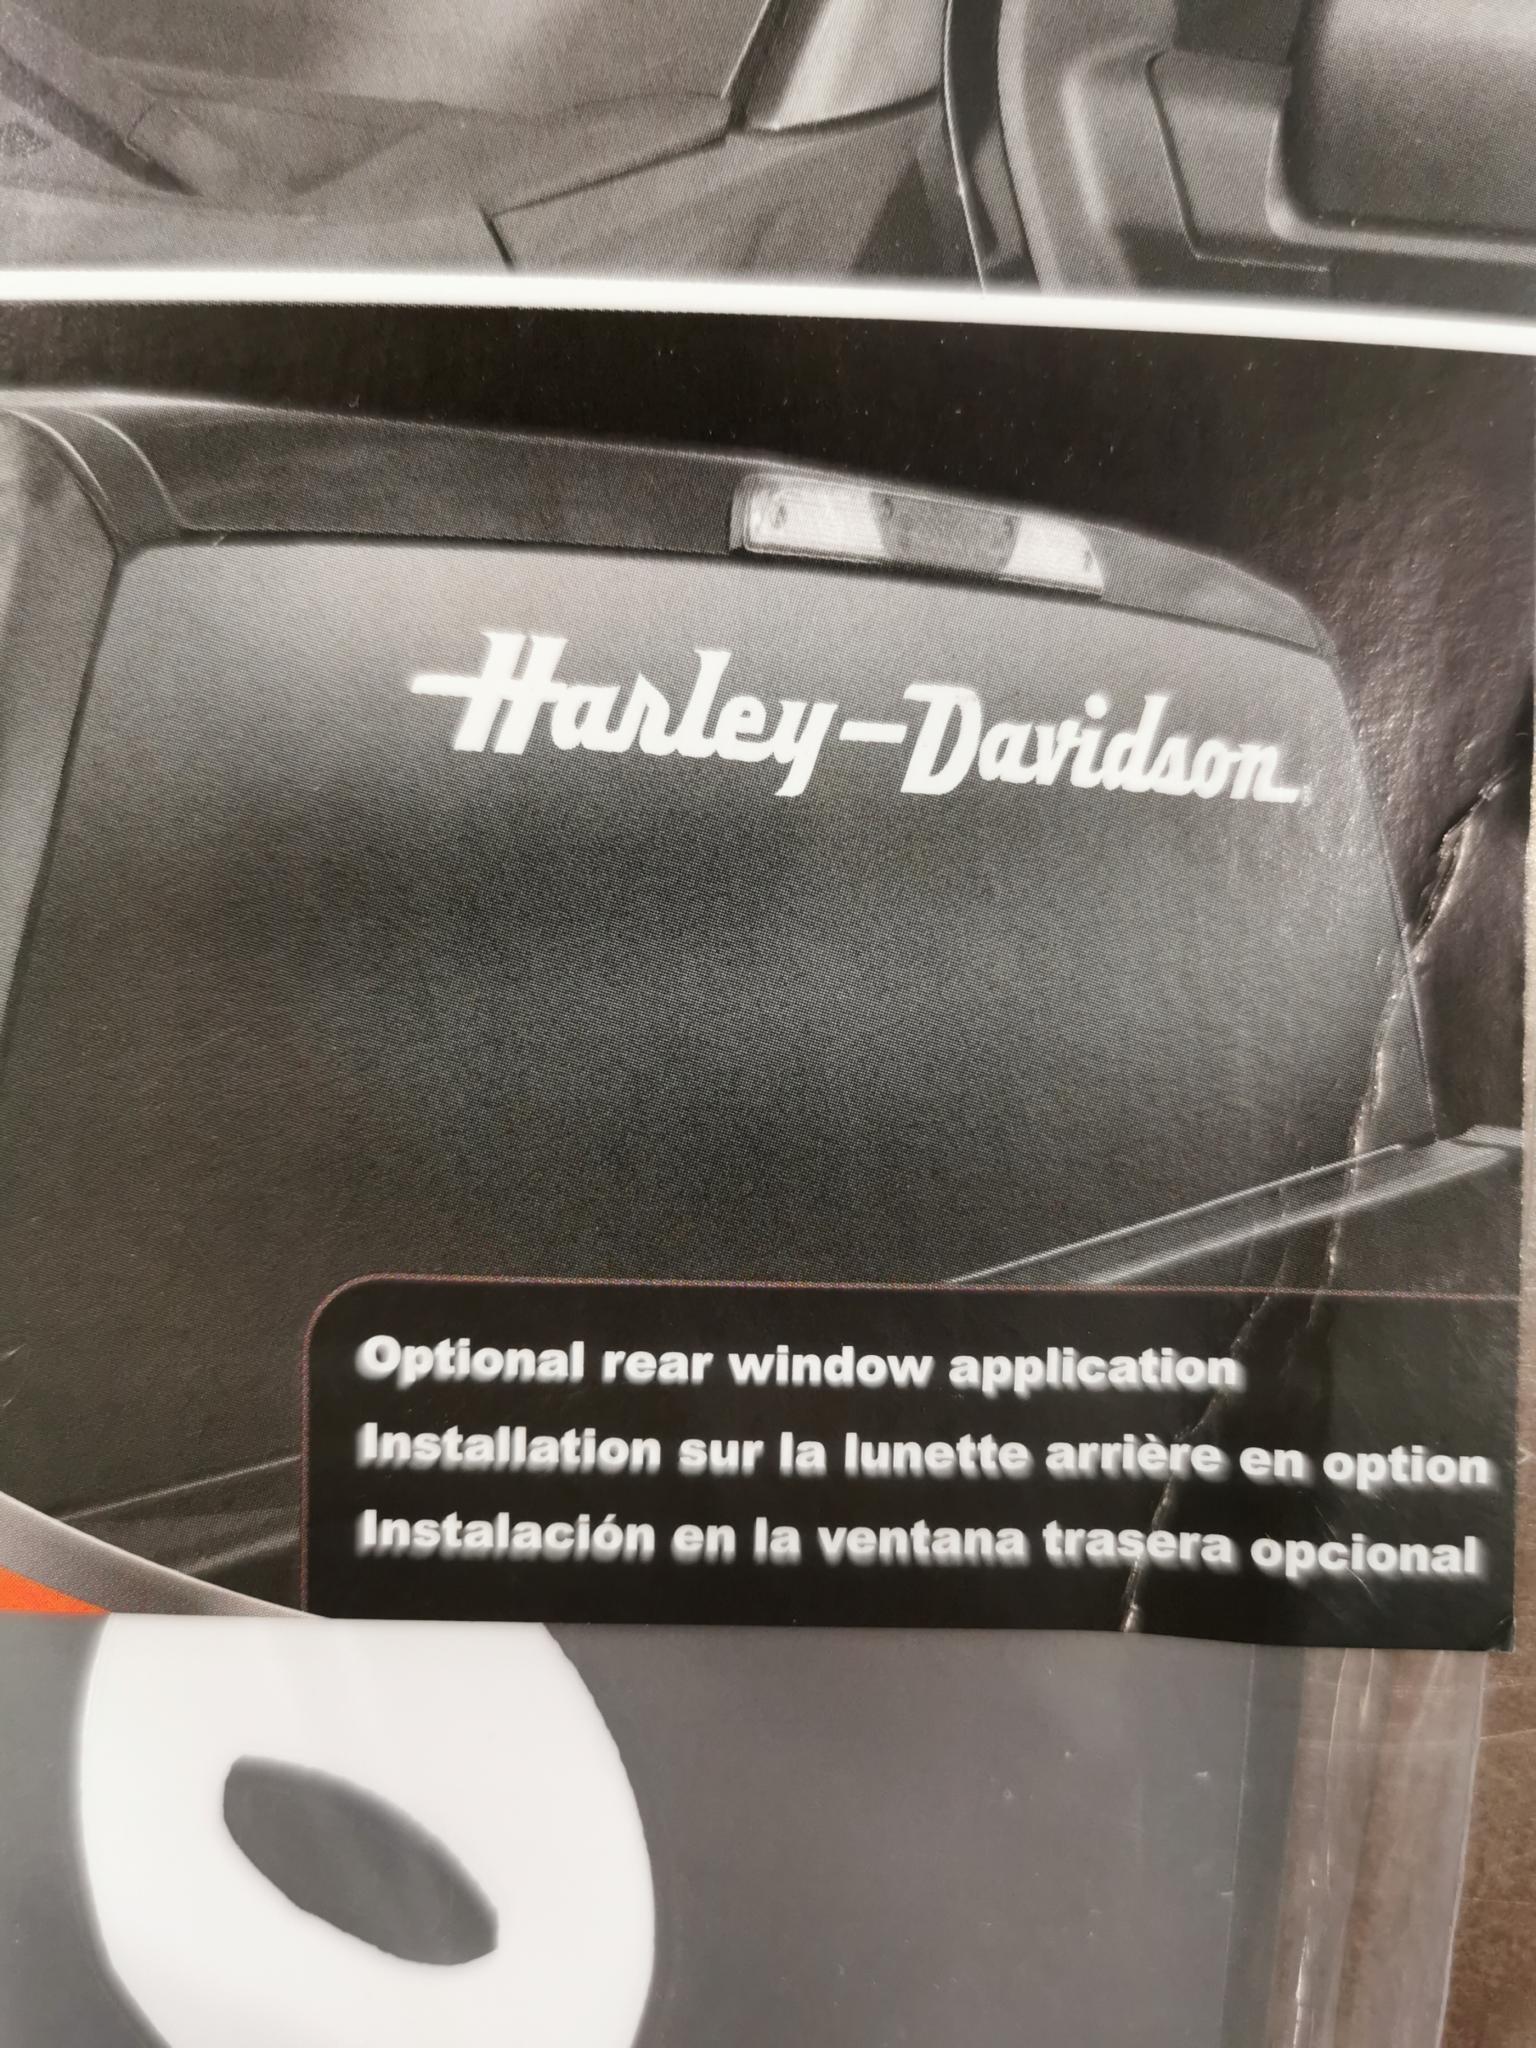 Harley-Davidson
Optional rear window application
Installation sur la lunette arrière en option
Instalación en la ventana trasera opcional